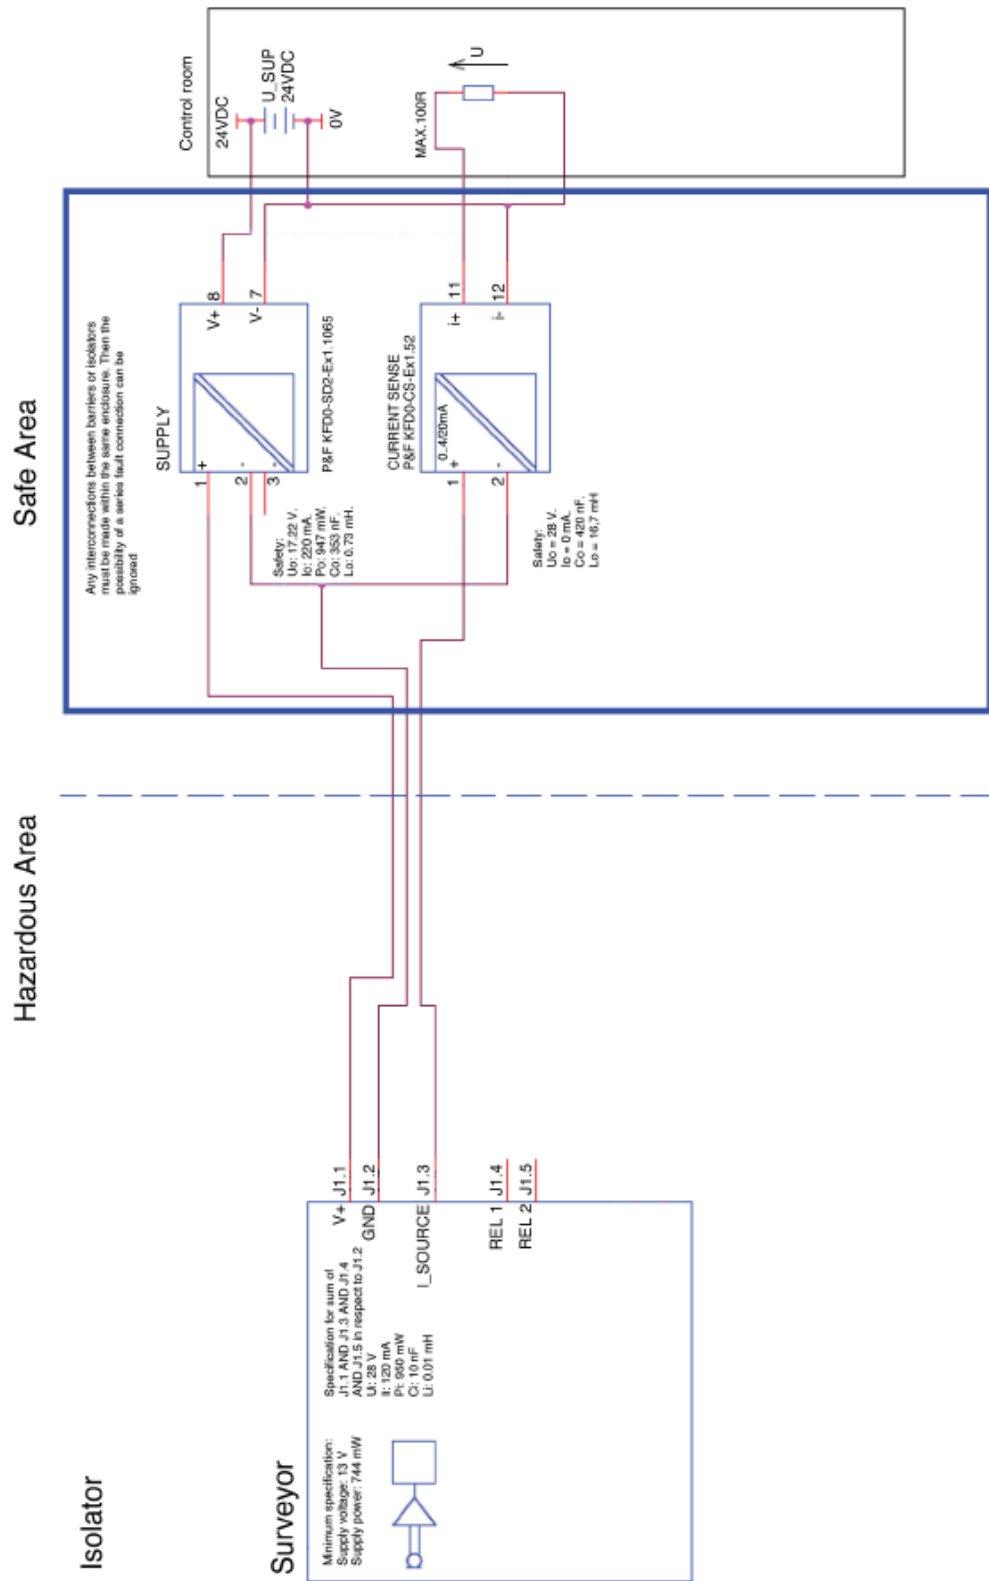 Isolator
Hazardous Area
Safe Area
Surveyor
Minimum specification:
Supply voltage: 13 V
Supply power: 744 mW
Specification for sum of
J1.1 AND J1.3 AND J1.4
AND J1.5 in respect to J1.2
Ui: 28 V
Ii: 120 mA
Pi: 950 mW
Ci: 10 nF
Li: 0.01 mH
V+ J1.1
GND J1.2
I_SOURCE J1.3
REL 1 J1.4
REL 2 J1.5
Any interconnections between barriers or isolators
must be made within the same enclosure. Then the
possibility of a series fault connection can be
ignored
SUPPLY
1 +
2 -
3 -
V+ 8
V- 7
P&F KFD0-SD2-Ex1.1065
Safety:
Uo: 17.22 V.
Io: 220 mA.
Po: 947 mW.
Co: 353 nF.
Lo: 0.73 mH.
CURRENT SENSE
P&F KFD0-CS-Ex1.52
0..4/20mA
1 +
2 -
i+ 11
i- 12
Safety:
Uo = 28 V.
Io = 0 mA.
Co = 420 nF.
Lo = 16,7 mH
Control room
24VDC
U_SUP
24VDC
0V
MAX.100R
U